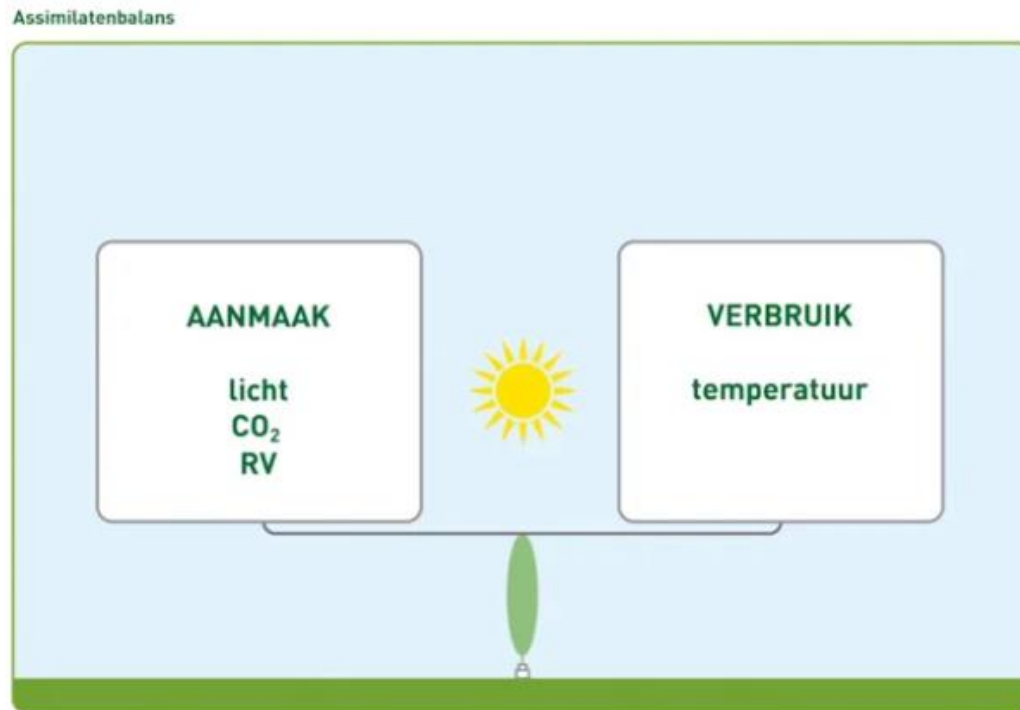 Assimilatenbalans
AANMAAK
licht
CO₂
RV
VERBRUIK
temperatuur